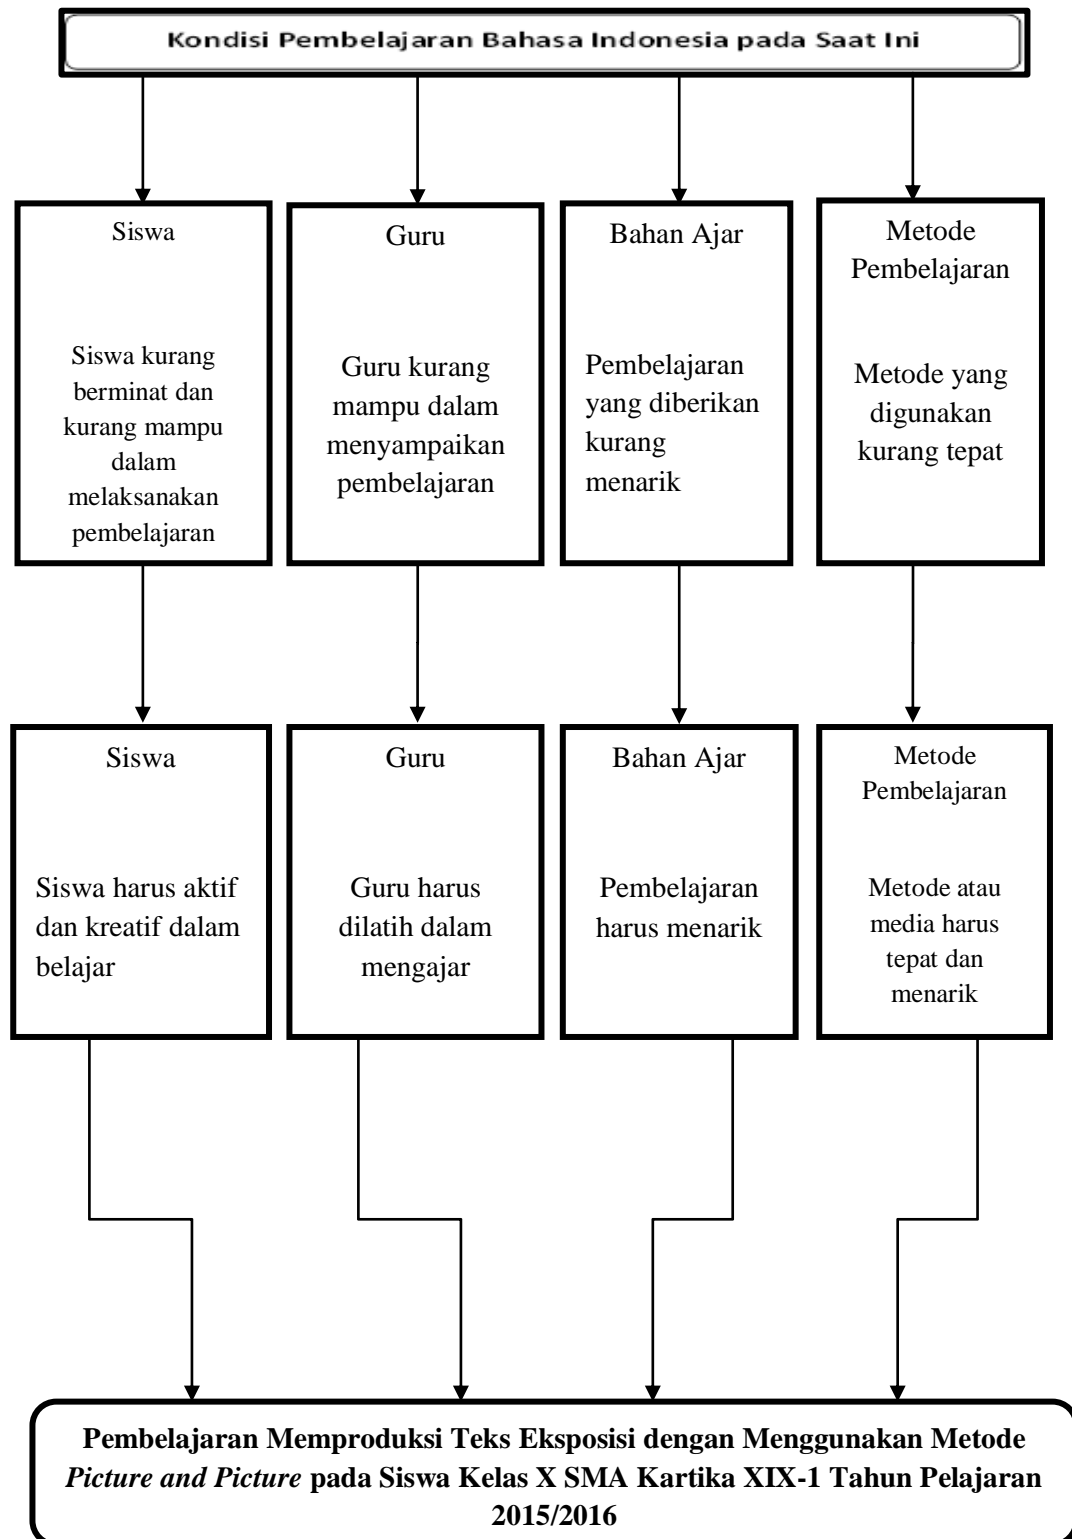 Kondisi Pembelajaran Bahasa Indonesia pada Saat Ini
Siswa
Siswa kurang
berminat dan
kurang mampu
dalam
melaksanakan
pembelajaran
Guru
Guru kurang
mampu dalam
menyampaikan
pembelajaran
Bahan Ajar
Pembelajaran
yang diberikan
kurang
menarik
Metode
Pembelajaran
Metode yang
digunakan
kurang tepat
Siswa
Siswa harus aktif
dan kreatif dalam
belajar
Guru
Guru harus
dilatih dalam
mengajar
Bahan Ajar
Pembelajaran
harus menarik
Metode
Pembelajaran
Metode atau
media harus
tepat dan
menarik
Pembelajaran Memproduksi Teks Eksposisi dengan Menggunakan Metode
Picture and Picture pada Siswa Kelas X SMA Kartika XIX-1 Tahun Pelajaran
2015/2016